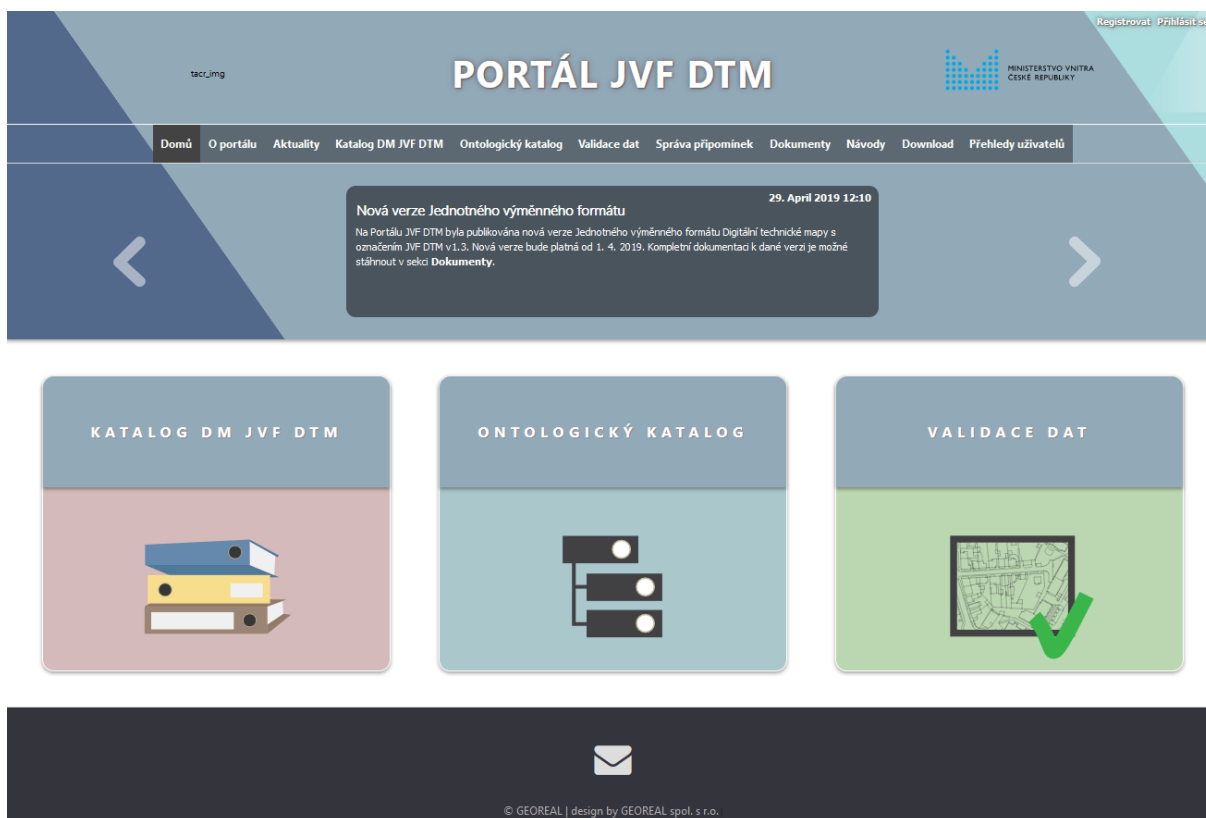 Registrovat Přihlásit se
tacr_img
PORTÁL JVF DTM
MINISTERSTVO VNITRA
ČESKÉ REPUBLIKY
Domů O portálu Aktuality Katalog DM JVF DTM Ontologický katalog Validace dat Správa připomínek Dokumenty Návody Download Přehledy uživatelů
29. April 2019 12:10
Nová verze Jednotného výměnného formátu
Na Portálu JVF DTM byla publikována nová verze Jednotného výměnného formátu Digitální technické mapy s
označením JVF DTM v1.3. Nová verze bude platná od 1. 4. 2019. Kompletní dokumentaci k dané verzi je možné
stáhnout v sekci Dokumenty.
KATALOG DM JVF DTM
ONTOLOGICKÝ KATALOG
VALIDACE DAT
© GEOREAL | design by GEOREAL spol. s r.o.